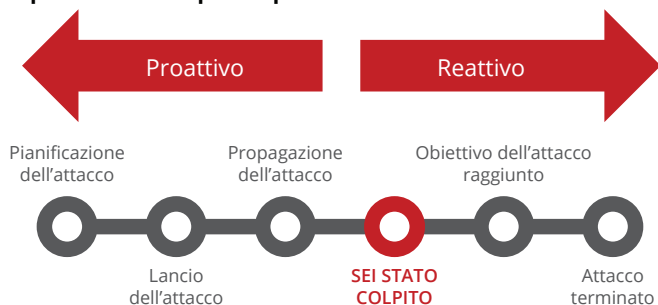 Proattivo
Reattivo
Pianificazione
dell'attacco
Propagazione
dell'attacco
Obiettivo dell'attacco
raggiunto
Lancio
dell'attacco
SEI STATO
COLPITO
Attacco
terminato